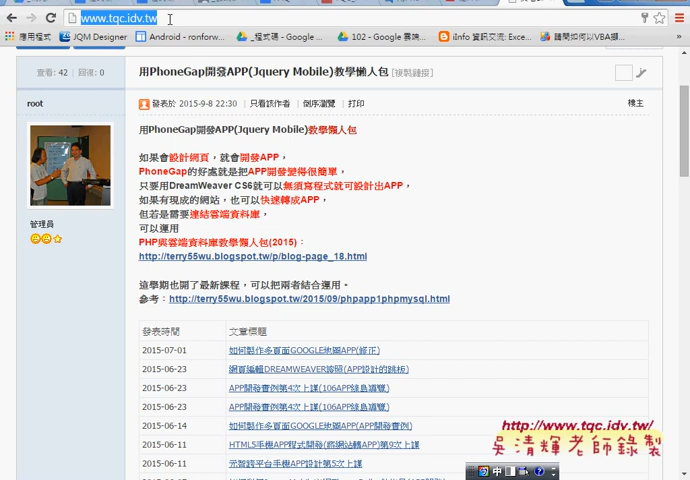 www.tqc.idv.tw
應用程式
JQM Designer
Android - ronforw...
_程式碼 - Google ...
102 - Google 雲端...
iInfo 資訊交流: Exce...
請問如何以VBA擷...
查看: 42 | 回復: 0
用PhoneGap開發APP(Jquery Mobile)教學懶人包 [複製鏈接]
root
發表於 2015-9-8 22:30 | 只看該作者 | 倒序瀏覽 | 打印
樓主
用PhoneGap開發APP(Jquery Mobile)教學懶人包
如果會設計網頁，就會開發APP，
PhoneGap的好處就是把APP開發變得很簡單，
只要用DreamWeaver CS6就可以無須寫程式就可設計出APP，
如果有現成的網站，也可以快速轉成APP，
但若是需要連結雲端資料庫，
可以運用
PHP與雲端資料庫教學懶人包(2015)：
http://terry55wu.blogspot.tw/p/blog-page_18.html
管理員
這學期也開了最新課程，可以把兩者結合運用。
參考：http://terry55wu.blogspot.tw/2015/09/phpapp1phpmysql.html
發表時間 文章標題
2015-07-01 如何製作多頁面GOOGLE地圖APP(修正)
2015-06-23 網頁編輯DREAMWEAVER證照(APP設計的跳板)
2015-06-23 APP開發實例第4次上課(106APP綠島導覽)
2015-06-23 APP開發實例第4次上課(106APP綠島導覽)
2015-06-14 如何製作多頁面GOOGLE地圖APP(APP開發實例)
2015-06-11 HTML5手機APP程式開發(將網站轉APP)第9次上課
2015-06-11 元智跨平台手機APP設計第5次上課
http://www.tqc.idv.tw/
吳清輝老師錄製